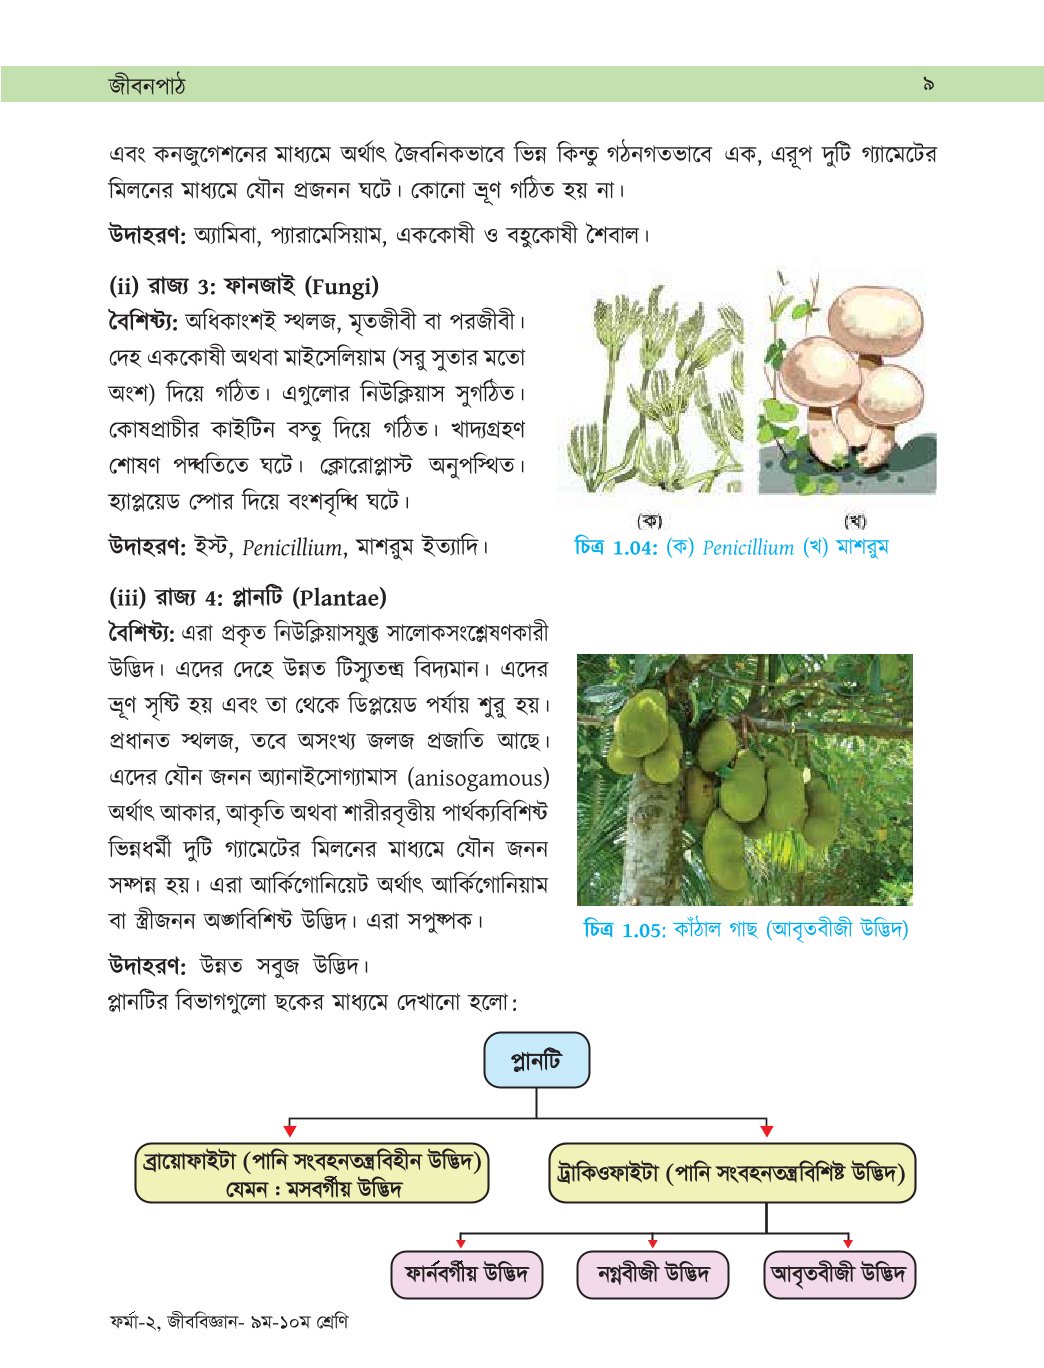 জীবনপাঠ ৯
এবং কনজুগেশনের মাধ্যমে অর্থাৎ জৈবনিকভাবে ভিন্ন কিন্তু গঠনগতভাবে এক, এরূপ দুটি গ্যামেটের
মিলনের মাধ্যমে যৌন প্রজনন ঘটে। কোনো ভ্রূণ গঠিত হয় না।
উদাহরণ: অ্যামিবা, প্যারামেসিয়াম, এককোষী ও বহুকোষী শৈবাল।
(ii) রাজ্য 3: ফানজাই (Fungi)
বৈশিষ্ট্য: অধিকাংশই স্থলজ, মৃতজীবী বা পরজীবী।
দেহ এককোষী অথবা মাইসেলিয়াম (সরু সুতার মতো
অংশ) দিয়ে গঠিত। এগুলোর নিউক্লিয়াস সুগঠিত।
কোষপ্রাচীর কাইটিন বস্তু দিয়ে গঠিত। খাদ্যগ্রহণ
শোষণ পদ্ধতিতে ঘটে। ক্লোরোপ্লাস্ট অনুপস্থিত।
হ্যাপ্লয়েড স্পোর দিয়ে বংশবৃদ্ধি ঘটে।
উদাহরণ: ইস্ট, Penicillium, মাশরুম ইত্যাদি।
(ক) (খ)
চিত্র 1.04: (ক) Penicillium (খ) মাশরুম
(iii) রাজ্য 4: প্লানটি (Plantae)
বৈশিষ্ট্য: এরা প্রকৃত নিউক্লিয়াসযুক্ত সালোকসংশ্লেষণকারী
উদ্ভিদ। এদের দেহে উন্নত টিস্যুতন্ত্র বিদ্যমান। এদের
ভ্রূণ সৃষ্টি হয় এবং তা থেকে ডিপ্লয়েড পর্যায় শুরু হয়।
প্রধানত স্থলজ, তবে অসংখ্য জলজ প্রজাতি আছে।
এদের যৌন জনন অ্যানাইসোগ্যামাস (anisogamous)
অর্থাৎ আকার, আকৃতি অথবা শারীরবৃত্তীয় পার্থক্যবিশিষ্ট
ভিন্নধর্মী দুটি গ্যামেটের মিলনের মাধ্যমে যৌন জনন
সম্পন্ন হয়। এরা আর্কিগোনিয়েট অর্থাৎ আর্কিগোনিয়াম
বা স্ত্রীজনন অঙ্গবিশিষ্ট উদ্ভিদ। এরা সপুষ্পক।
চিত্র 1.05: কাঁঠাল গাছ (আবৃতবীজী উদ্ভিদ)
উদাহরণ: উন্নত সবুজ উদ্ভিদ।
প্লানটির বিভাগগুলো ছকের মাধ্যমে দেখানো হলো:
প্লানটি
ব্রায়োফাইটা (পানি সংবহনতন্ত্রবিহীন উদ্ভিদ)
যেমন : মসবর্গীয় উদ্ভিদ
ট্রাকিওফাইটা (পানি সংবহনতন্ত্রবিশিষ্ট উদ্ভিদ)
ফার্নবর্গীয় উদ্ভিদ
নগ্নবীজী উদ্ভিদ
আবৃতবীজী উদ্ভিদ
ফর্মা-২, জীববিজ্ঞান- ৯ম-১০ম শ্রেণি